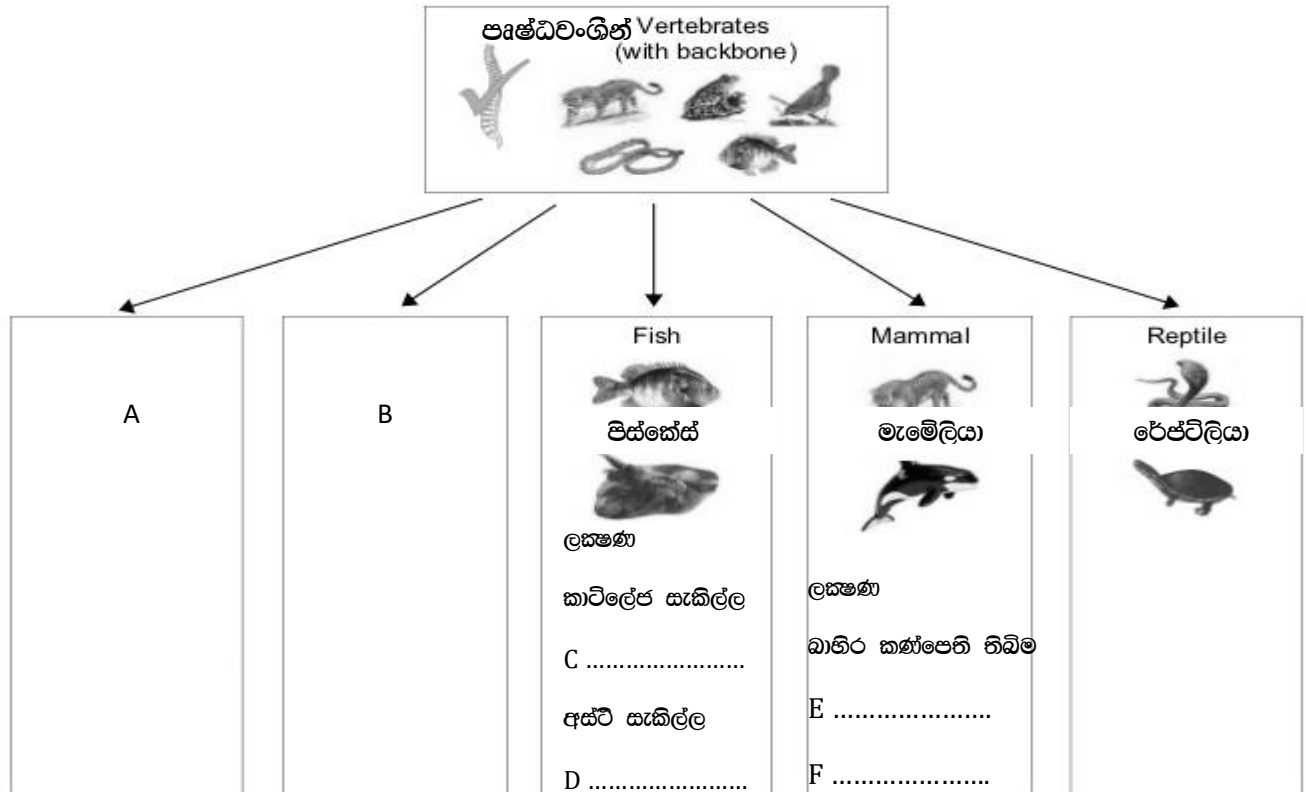 පෘෂ්ඨවංශීන් Vertebrates
(with backbone)
A
B
Fish
පිස්කේස්
ලක්‍ෂණ
කාටිලේජ සැකිල්ල
C ……………………
අස්ථි සැකිල්ල
D ……………………
Mammal
මැමේලියා
ලක්‍ෂණ
බාහිර කණ්පෙති තිබීම
E ………………….
F ………………….
Reptile
රේප්ටිලියා